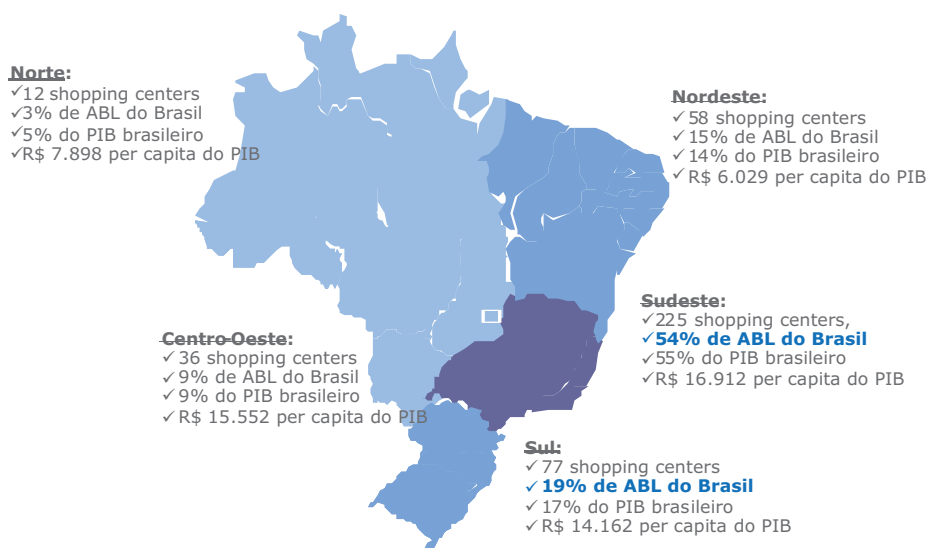 Norte:
✓12 shopping centers
✓3% de ABL do Brasil
✓5% do PIB brasileiro
✓R$ 7.898 per capita do PIB
Nordeste:
✓58 shopping centers
✓15% de ABL do Brasil
✓14% do PIB brasileiro
✓R$ 6.029 per capita do PIB
Centro-Oeste:
✓36 shopping centers
✓9% de ABL do Brasil
✓9% do PIB brasileiro
✓R$ 15.552 per capita do PIB
Sudeste:
✓225 shopping centers,
✓54% de ABL do Brasil
✓55% do PIB brasileiro
✓R$ 16.912 per capita do PIB
Sul:
✓77 shopping centers
✓19% de ABL do Brasil
✓17% do PIB brasileiro
✓R$ 14.162 per capita do PIB